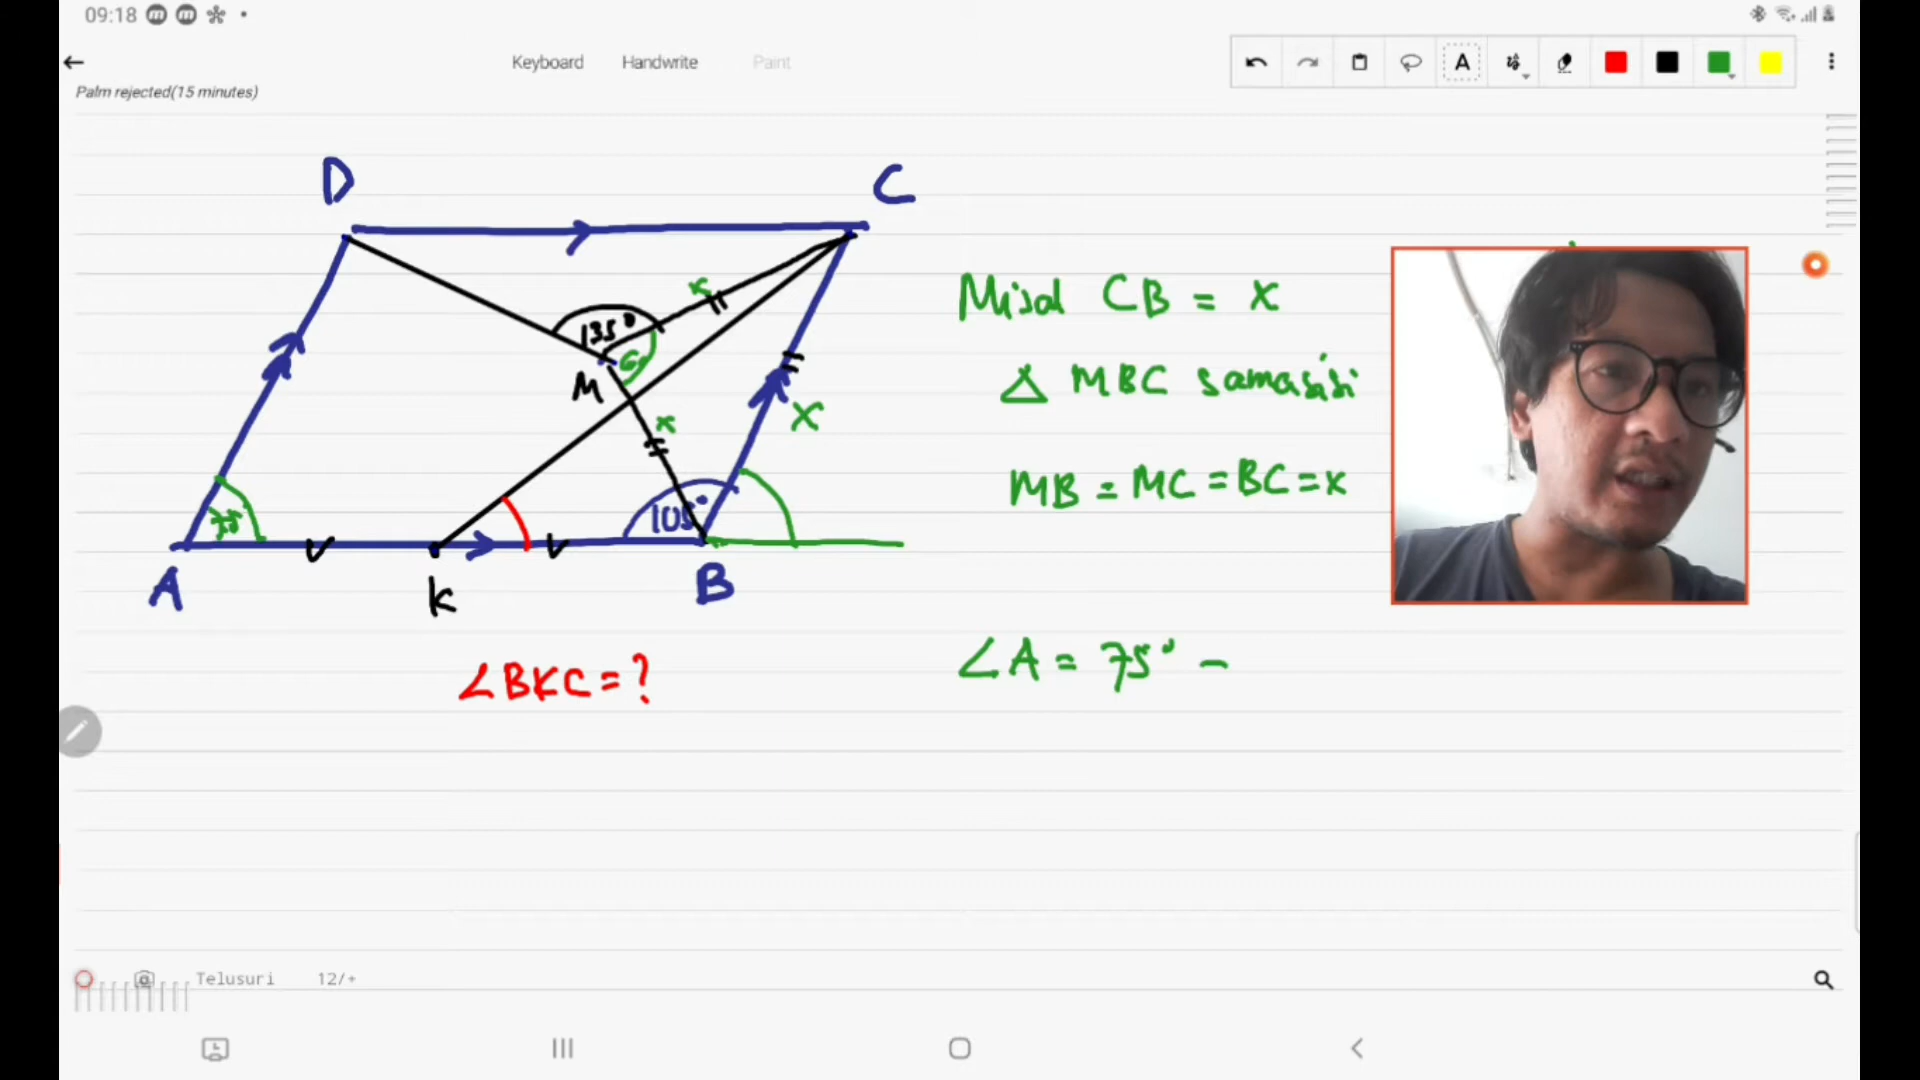 09:18
Keyboard Handwrite Paint
A
Palm rejected(15 minutes)
D
C
x
135°
60
M
x
X
75
105°
A
K
B
∠BKC = ?
Misal CB = x
△ MBC samasisi
MB = MC = BC = x
∠A = 75° -
Telusuri 12/+